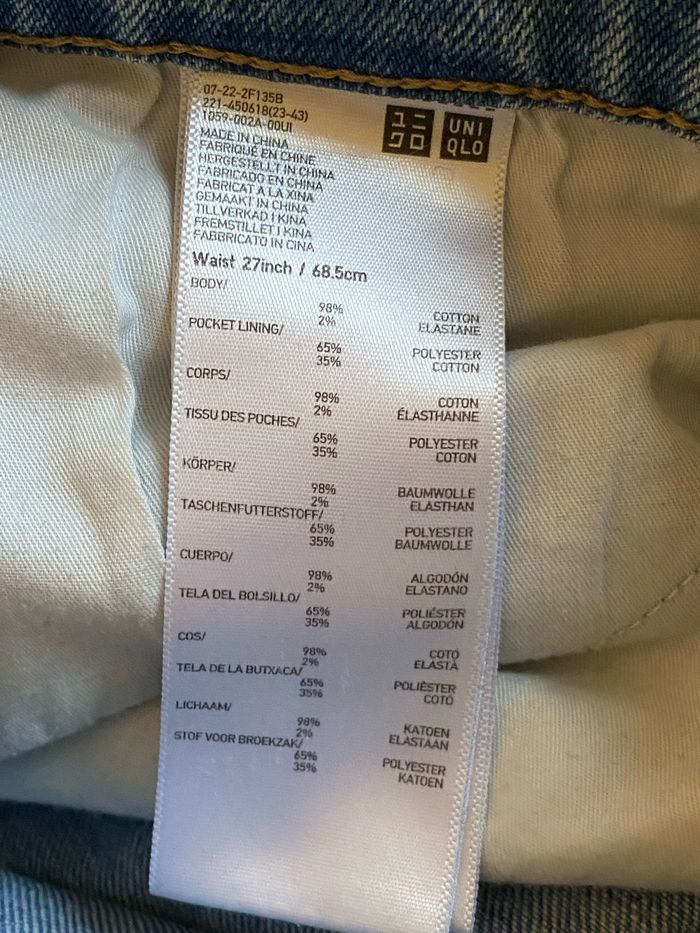 07-22-2F135B
221-450618(23-43)
1059-002A-00UI
ユニ
クロ
UNI
QLO
MADE IN CHINA
FABRIQUÉ EN CHINE
HERGESTELLT IN CHINA
FABRICADO EN CHINA
FABRICAT A LA XINA
GEMAAKT IN CHINA
TILLVERKAD I KINA
FREMSTILLET I KINA
FABBRICATO IN CINA
Waist 27inch / 68.5cm
BODY/
98% COTTON
2% ELASTANE
POCKET LINING/
65% POLYESTER
35% COTTON
CORPS/
98% COTON
2% ÉLASTHANNE
TISSU DES POCHES/
65% POLYESTER
35% COTON
KÖRPER/
98% BAUMWOLLE
2% ELASTHAN
TASCHENFUTTERSTOFF/
65% POLYESTER
35% BAUMWOLLE
CUERPO/
98% ALGODÓN
2% ELASTANO
TELA DEL BOLSILLO/
65% POLIÉSTER
35% ALGODÓN
COS/
98% COTÓ
2% ELASTÀ
TELA DE LA BUTXACA/
65% POLIÈSTER
35% COTÓ
LICHAAM/
98% KATOEN
2% ELASTAAN
STOF VOOR BROEKZAK/
65% POLYESTER
35% KATOEN